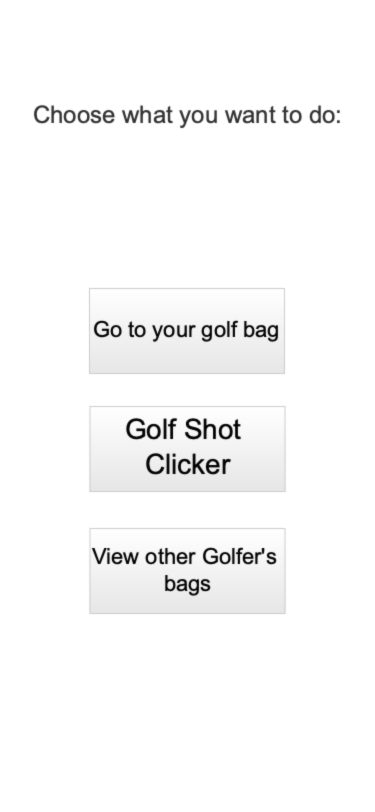 Choose what you want to do:
Go to your golf bag
Golf Shot
Clicker
View other Golfer's
bags